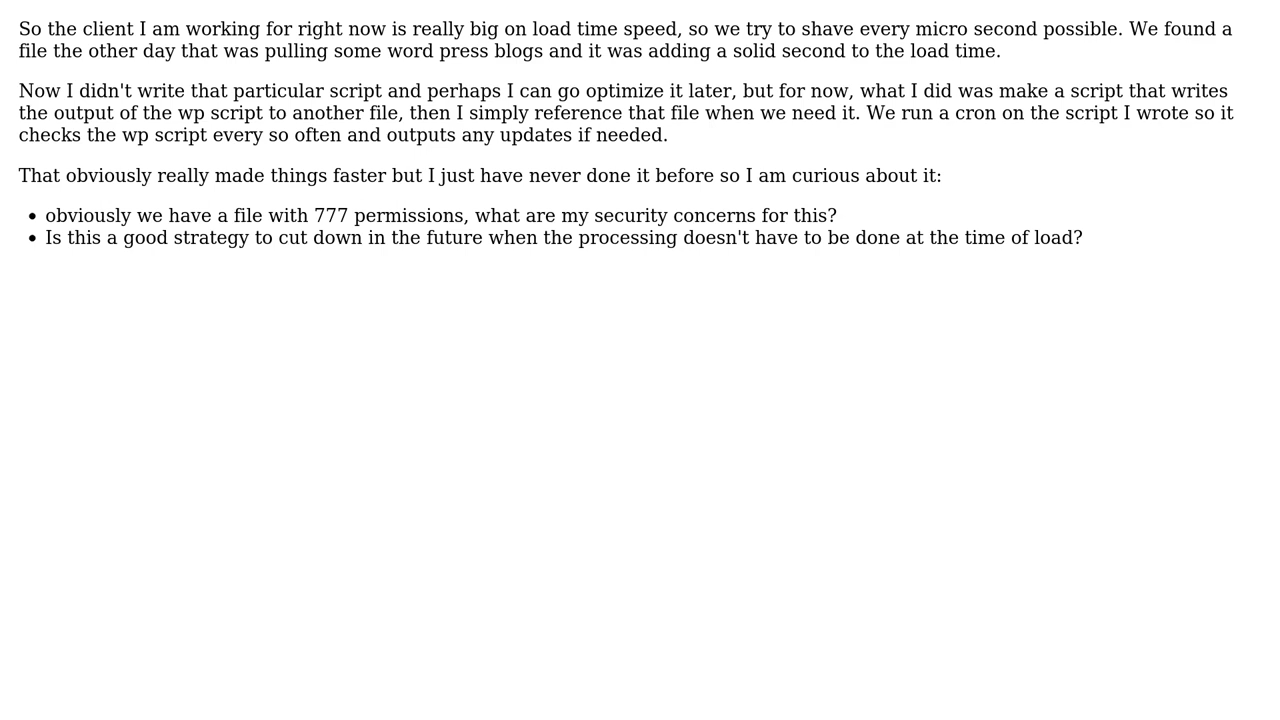 So the client I am working for right now is really big on load time speed, so we try to shave every micro second possible. We found a
file the other day that was pulling some word press blogs and it was adding a solid second to the load time.
Now I didn't write that particular script and perhaps I can go optimize it later, but for now, what I did was make a script that writes
the output of the wp script to another file, then I simply reference that file when we need it. We run a cron on the script I wrote so it
checks the wp script every so often and outputs any updates if needed.
That obviously really made things faster but I just have never done it before so I am curious about it:
• obviously we have a file with 777 permissions, what are my security concerns for this?
• Is this a good strategy to cut down in the future when the processing doesn't have to be done at the time of load?